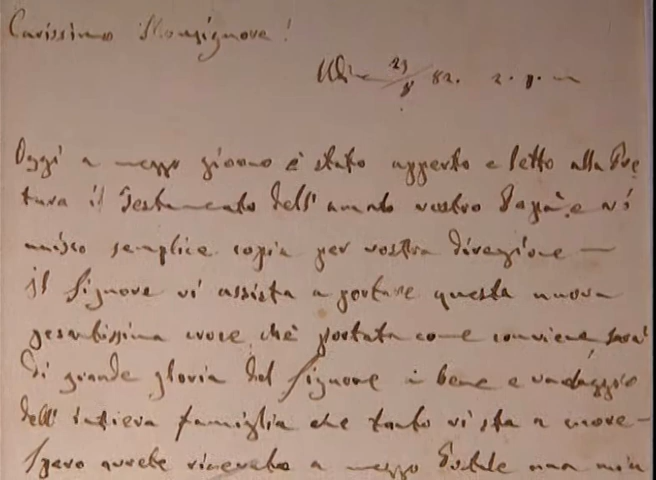 Carissimo Monsignore!
Udine 23/8 82. 2. p. m
Oggi a mezzo giorno è stato apperto e letto alla Pre
tura il Testamento dell' amato vostro Papà, e vi
unisco semplice copia per vostra direzione —
il Signore vi assista a portare questa nuova
pesantissima croce, che portata come conviene sarà
di grande gloria del Signore in bene e vantaggio
dell' intiera famiglia che tanto vi sta a cuore —
Spero avrete ricevuto a mezzo Postale una mia